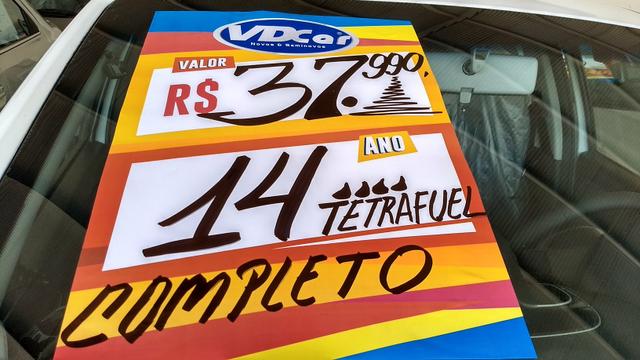 VDCar
Novos & Seminovos
VALOR
R$ 37.990,
ANO
14 TETRAFUEL
COMPLETO